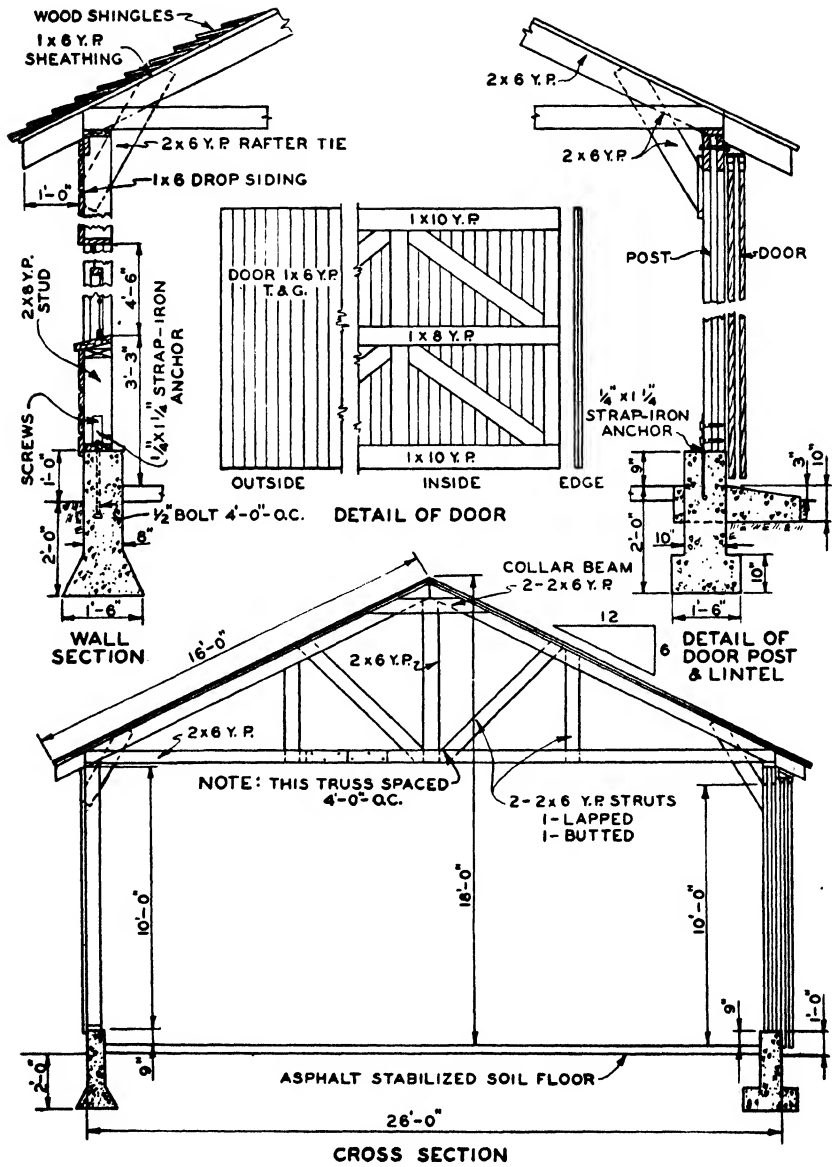 WOOD SHINGLES
1 x 6 Y.P.
SHEATHING
2 x 6 Y.P. RAFTER TIE
1 x 6 DROP SIDING
1'-0"
2 X 6 Y.P.
STUD
4'-6"
3'-3"
1/4" X 1 1/4" STRAP-IRON
ANCHOR
SCREWS
1'-0"
2'-0"
1/2" BOLT 4'-0" O.C.
8"
1'-6"
WALL
SECTION
DOOR 1 x 6 Y.P.
T. & G.
1 X 10 Y.P.
1 X 8 Y.P.
1 X 10 Y.P.
OUTSIDE
INSIDE
EDGE
DETAIL OF DOOR
2 x 6 Y.P.
2 x 6 Y.P.
POST
DOOR
1/4" X 1 1/4"
STRAP-IRON
ANCHOR
9"
2'-0"
3"
10"
10"
10"
1'-6"
DETAIL OF
DOOR POST
& LINTEL
COLLAR BEAM
2-2x6 Y.P.
12
6
16'-0"
2 x 6 Y.P.
2 x 6 Y.P.
NOTE: THIS TRUSS SPACED
4'-0" O.C.
2-2x6 Y.P. STRUTS
1-LAPPED
1-BUTTED
10'-0"
18'-0"
10'-0"
9"
1'-0"
2'-0"
9"
ASPHALT STABILIZED SOIL FLOOR
26'-0"
CROSS SECTION